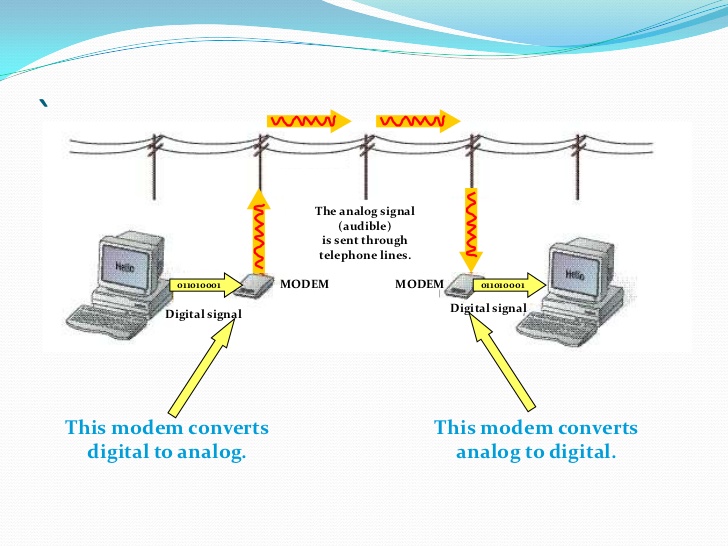 `
The analog signal
(audible)
is sent through
telephone lines.
Hello
011010001
MODEM
MODEM
011010001
Hello
Digital signal
Digital signal
This modem converts
digital to analog.
This modem converts
analog to digital.